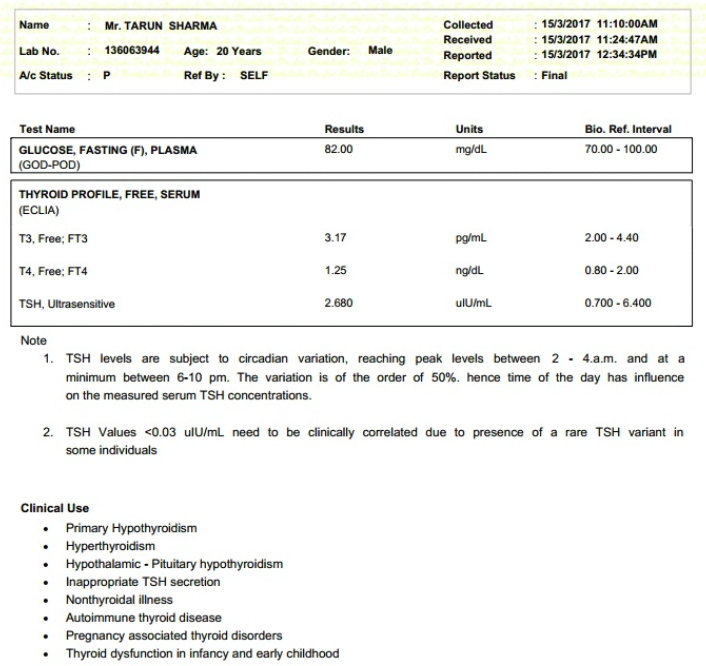 Name : Mr. TARUN SHARMA Collected : 15/3/2017 11:10:00AM
Received : 15/3/2017 11:24:47AM
Lab No. : 136063944 Age: 20 Years Gender: Male Reported : 15/3/2017 12:34:34PM
A/c Status : P Ref By : SELF Report Status : Final
Test Name Results Units Bio. Ref. Interval
GLUCOSE, FASTING (F), PLASMA 82.00 mg/dL 70.00 - 100.00
(GOD-POD)
THYROID PROFILE, FREE, SERUM
(ECLIA)
T3, Free; FT3 3.17 pg/mL 2.00 - 4.40
T4, Free; FT4 1.25 ng/dL 0.80 - 2.00
TSH, Ultrasensitive 2.680 uIU/mL 0.700 - 6.400
Note
1. TSH levels are subject to circadian variation, reaching peak levels between 2 - 4.a.m. and at a
minimum between 6-10 pm. The variation is of the order of 50%. hence time of the day has influence
on the measured serum TSH concentrations.
2. TSH Values <0.03 uIU/mL need to be clinically correlated due to presence of a rare TSH variant in
some individuals
Clinical Use
• Primary Hypothyroidism
• Hyperthyroidism
• Hypothalamic - Pituitary hypothyroidism
• Inappropriate TSH secretion
• Nonthyroidal illness
• Autoimmune thyroid disease
• Pregnancy associated thyroid disorders
• Thyroid dysfunction in infancy and early childhood